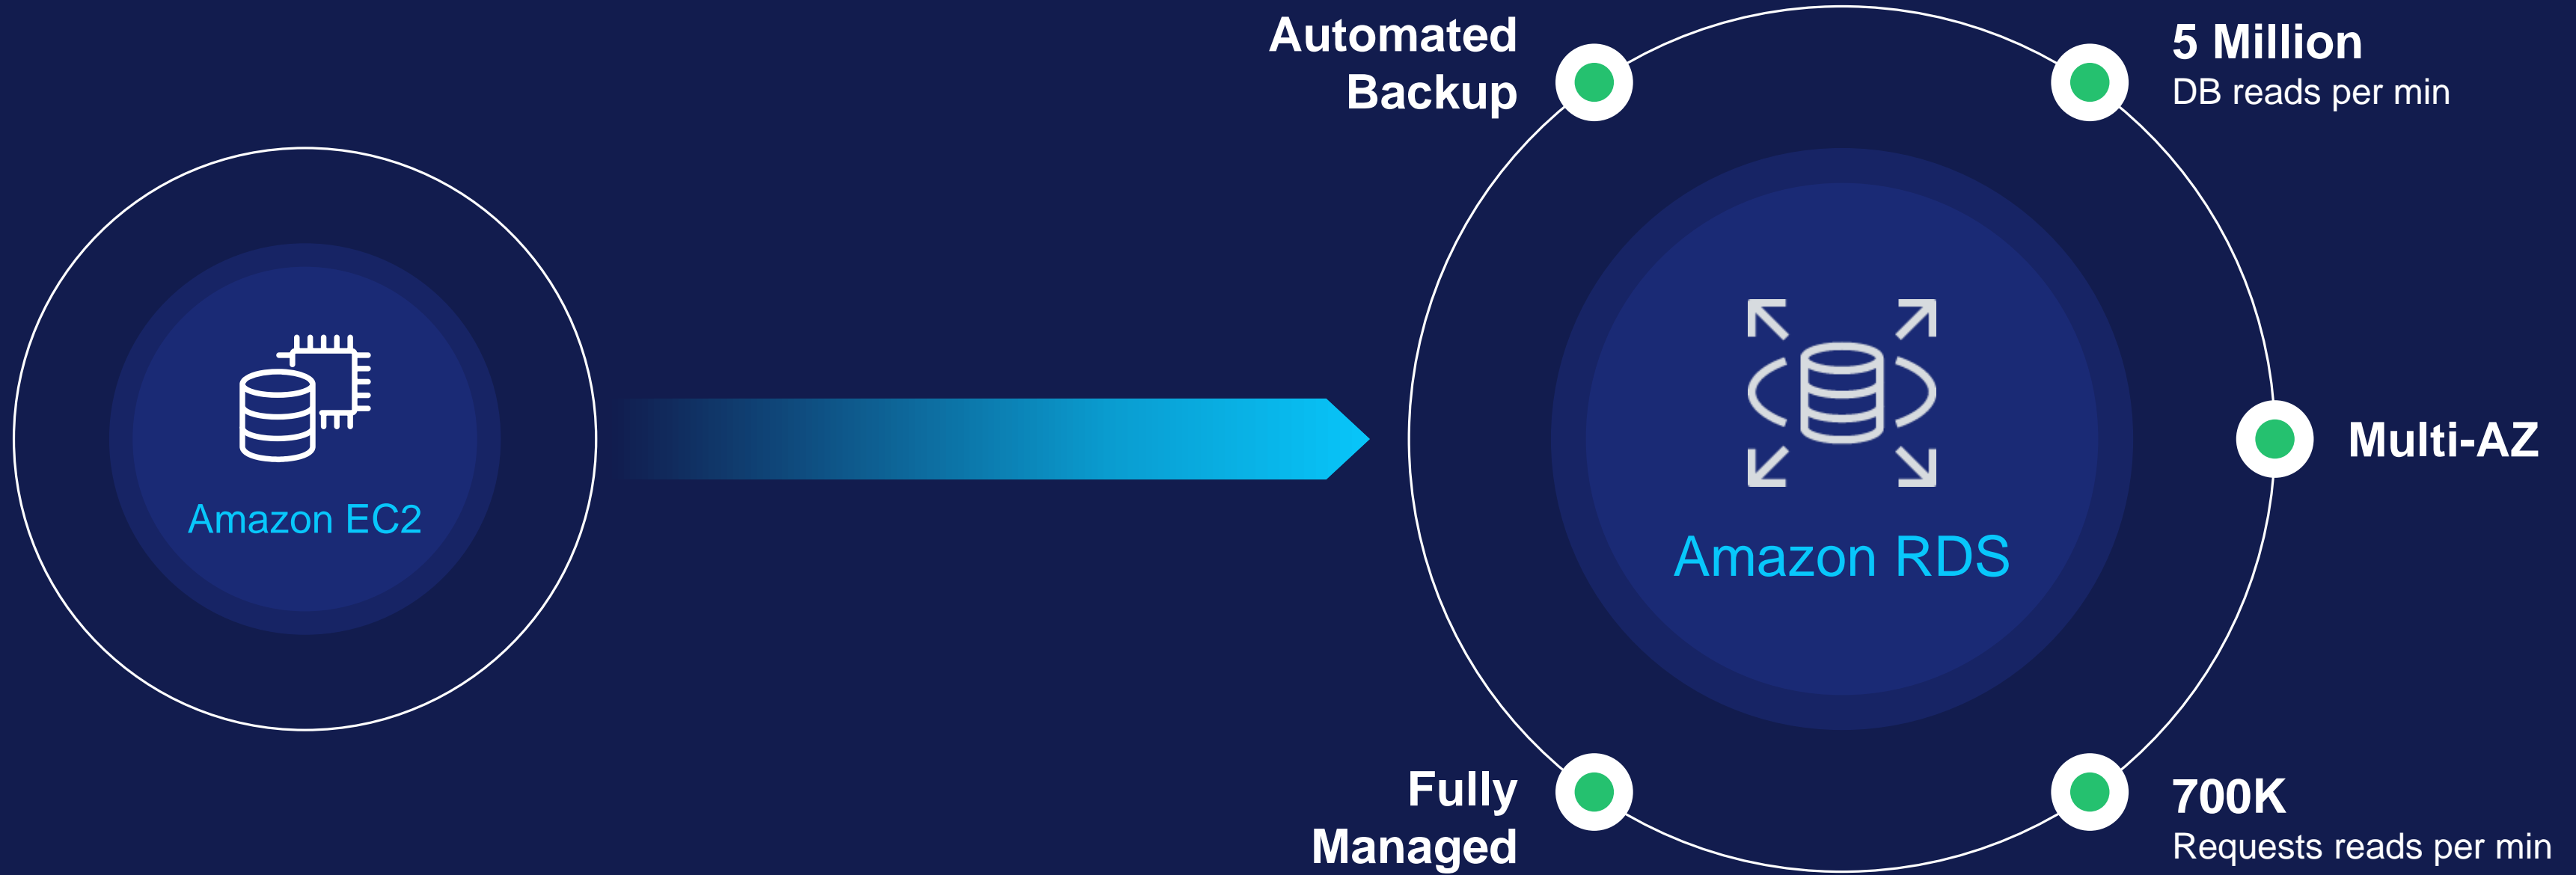 Amazon EC2
Automated
Backup
5 Million
DB reads per min
Amazon RDS
Multi-AZ
Fully
Managed
700K
Requests reads per min